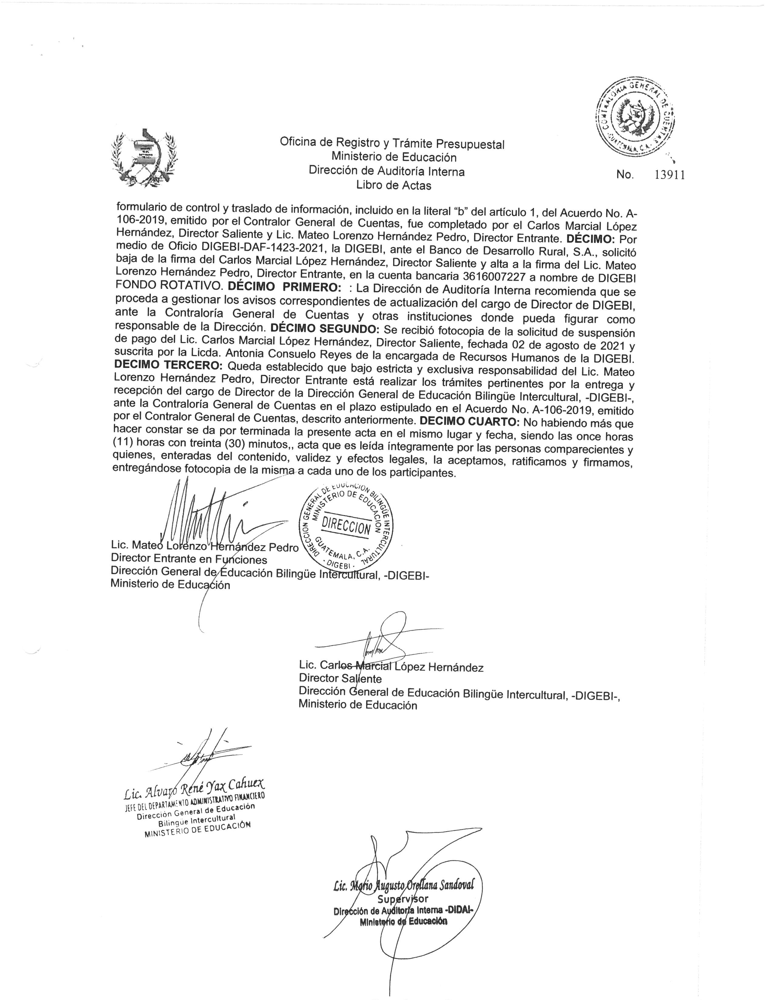 CONTRALORIA GENERAL DE CUENTAS
GUATEMALA, C.A.
Oficina de Registro y Trámite Presupuestal
Ministerio de Educación
Dirección de Auditoría Interna
Libro de Actas
No. 13911
formulario de control y traslado de información, incluido en la literal “b” del artículo 1, del Acuerdo No. A-
106-2019, emitido por el Contralor General de Cuentas, fue completado por el Carlos Marcial López
Hernández, Director Saliente y Lic. Mateo Lorenzo Hernández Pedro, Director Entrante. DÉCIMO: Por
medio de Oficio DIGEBI-DAF-1423-2021, la DIGEBI, ante el Banco de Desarrollo Rural, S.A., solicitó
baja de la firma del Carlos Marcial López Hernández, Director Saliente y alta a la firma del Lic. Mateo
Lorenzo Hernández Pedro, Director Entrante, en la cuenta bancaria 3616007227 a nombre de DIGEBI
FONDO ROTATIVO. DÉCIMO PRIMERO: : La Dirección de Auditoría Interna recomienda que se
proceda a gestionar los avisos correspondientes de actualización del cargo de Director de DIGEBI,
ante la Contraloría General de Cuentas y otras instituciones donde pueda figurar como
responsable de la Dirección. DÉCIMO SEGUNDO: Se recibió fotocopia de la solicitud de suspensión
de pago del Lic. Carlos Marcial López Hernández, Director Saliente, fechada 02 de agosto de 2021 y
suscrita por la Licda. Antonia Consuelo Reyes de la encargada de Recursos Humanos de la DIGEBI.
DECIMO TERCERO: Queda establecido que bajo estricta y exclusiva responsabilidad del Lic. Mateo
Lorenzo Hernández Pedro, Director Entrante está realizar los trámites pertinentes por la entrega y
recepción del cargo de Director de la Dirección General de Educación Bilingüe Intercultural, -DIGEBI-,
ante la Contraloría General de Cuentas en el plazo estipulado en el Acuerdo No. A-106-2019, emitido
por el Contralor General de Cuentas, descrito anteriormente. DECIMO CUARTO: No habiendo más que
hacer constar se da por terminada la presente acta en el mismo lugar y fecha, siendo las once horas
(11) horas con treinta (30) minutos,, acta que es leída íntegramente por las personas comparecientes y
quienes, enteradas del contenido, validez y efectos legales, la aceptamos, ratificamos y firmamos,
entregándose fotocopia de la misma a cada uno de los participantes.
DIRECCION GENERAL DE EDUCACION BILINGÜE INTERCULTURAL
MINISTERIO DE EDUCACION
DIRECCION
GUATEMALA, C.A.
- DIGEBI -
Lic. Mateo Lorenzo Hernández Pedro
Director Entrante en Funciones
Dirección General de Educación Bilingüe Intercultural, -DIGEBI-
Ministerio de Educación
Lic. Carlos Marcial López Hernández
Director Saliente
Dirección General de Educación Bilingüe Intercultural, -DIGEBI-,
Ministerio de Educación
Lic. Alvaro René Yax Cahuex
JEFE DEL DEPARTAMENTO ADMINISTRATIVO FINANCIERO
Dirección General de Educación
Bilingüe Intercultural
MINISTERIO DE EDUCACIÓN
Lic. Mario Augusto Orellana Sandoval
Supervisor
Dirección de Auditoría Interna -DIDAI-
Ministerio de Educación